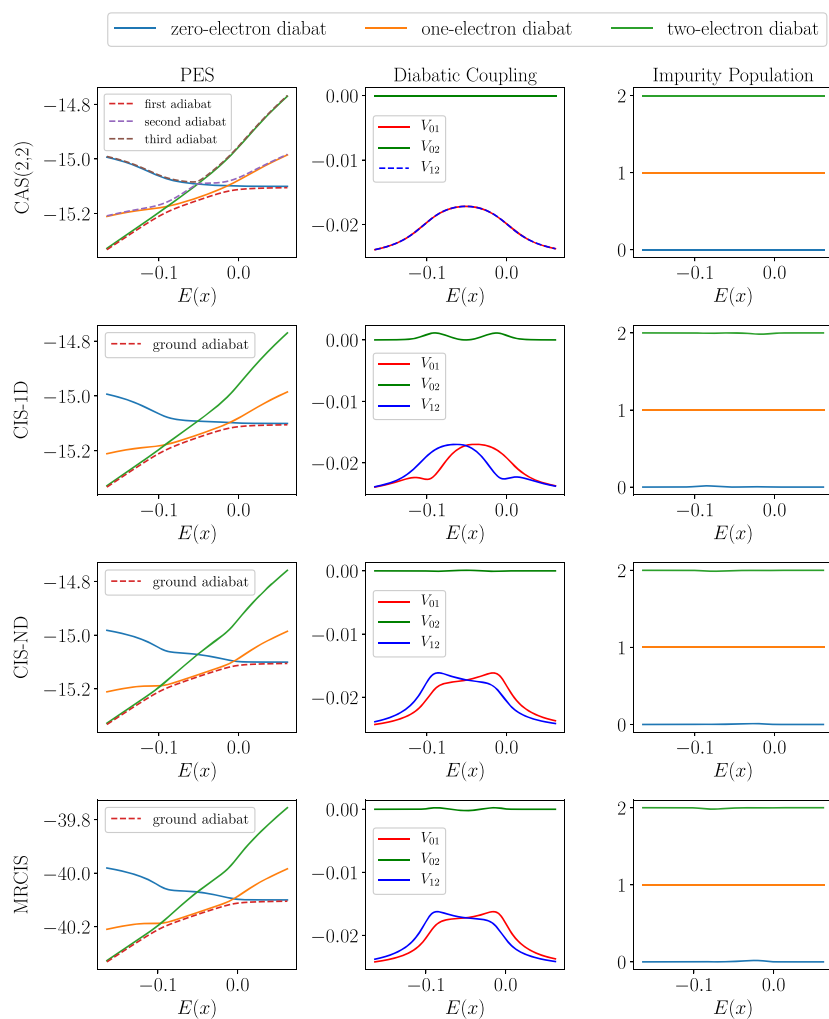 zero-electron diabat one-electron diabat two-electron diabat
PES Diabatic Coupling Impurity Population
CAS(2,2)
−14.8
−15.0
−15.2
first adiabat
second adiabat
third adiabat
−0.1 0.0
E(x)
0.00
−0.01
−0.02
V01
V02
V12
−0.1 0.0
E(x)
2
1
0
−0.1 0.0
E(x)
CIS-1D
−14.8
−15.0
−15.2
ground adiabat
−0.1 0.0
E(x)
0.00
−0.01
−0.02
V01
V02
V12
−0.1 0.0
E(x)
2
1
0
−0.1 0.0
E(x)
CIS-ND
−14.8
−15.0
−15.2
ground adiabat
−0.1 0.0
E(x)
0.00
−0.01
−0.02
V01
V02
V12
−0.1 0.0
E(x)
2
1
0
−0.1 0.0
E(x)
MRCIS
−39.8
−40.0
−40.2
ground adiabat
−0.1 0.0
E(x)
0.00
−0.01
−0.02
V01
V02
V12
−0.1 0.0
E(x)
2
1
0
−0.1 0.0
E(x)